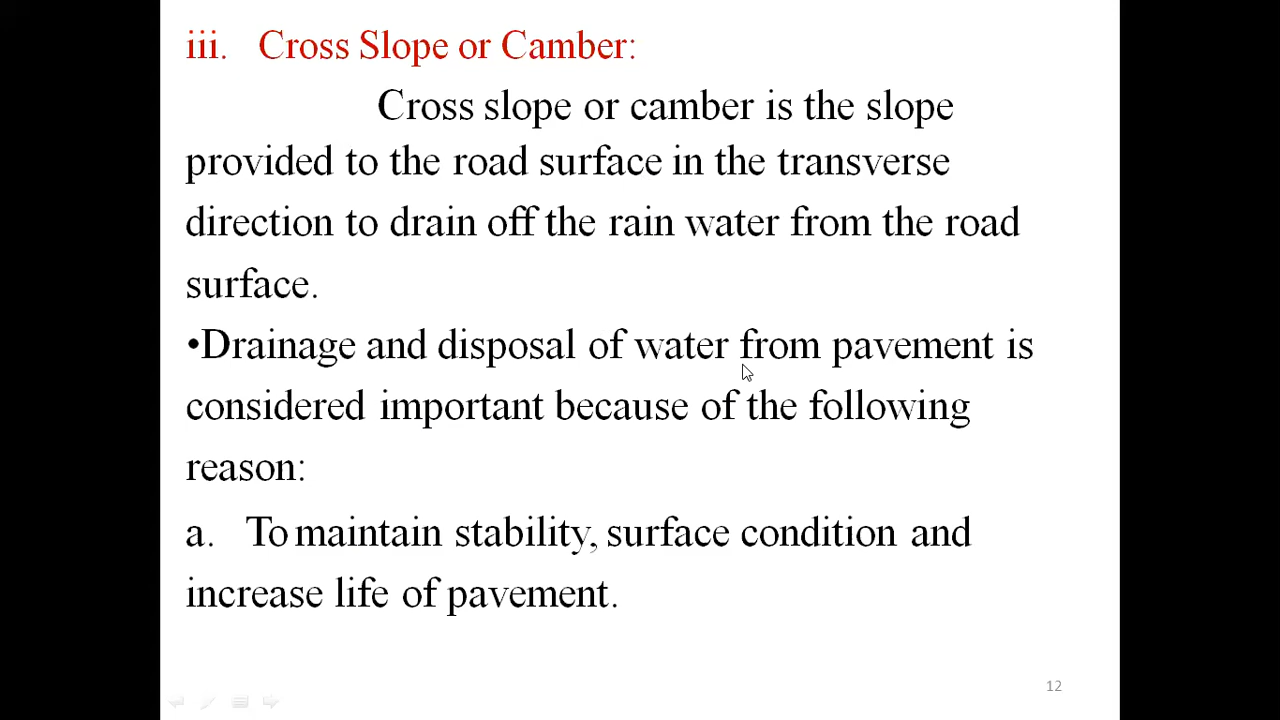 iii. Cross Slope or Camber:
Cross slope or camber is the slope
provided to the road surface in the transverse
direction to drain off the rain water from the road
surface.
•Drainage and disposal of water from pavement is
considered important because of the following
reason:
a. To maintain stability, surface condition and
increase life of pavement.
12